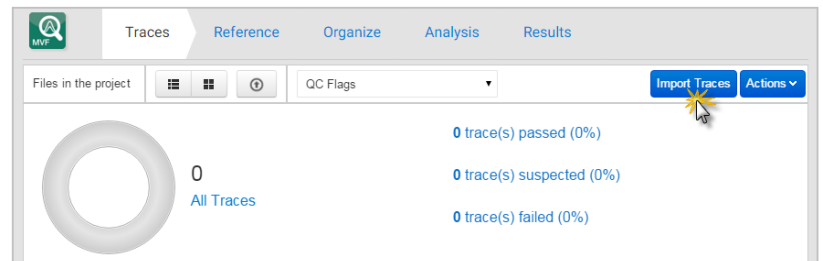 MVF
Traces Reference Organize Analysis Results
Files in the project QC Flags Import Traces Actions
0 trace(s) passed (0%)
0
All Traces
0 trace(s) suspected (0%)
0 trace(s) failed (0%)